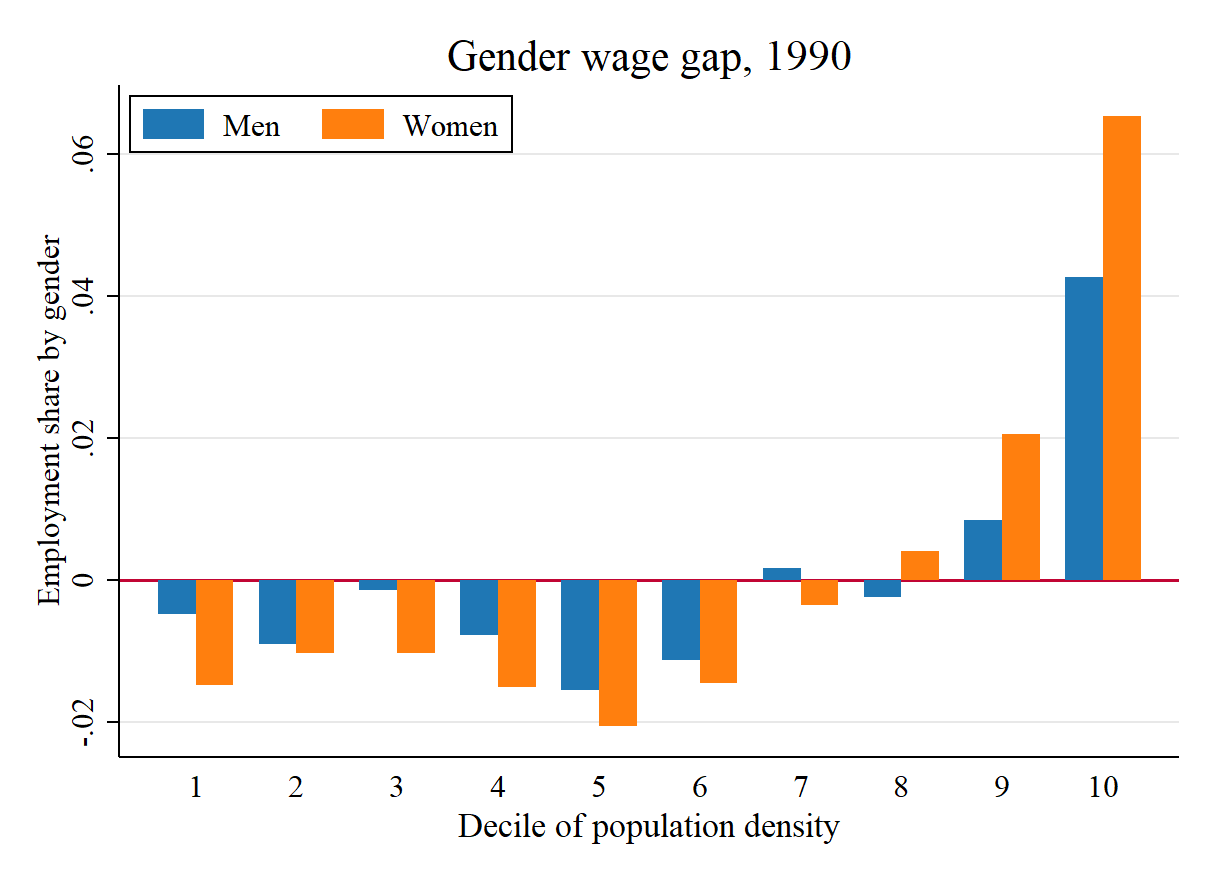 Gender wage gap, 1990
Men Women
Employment share by gender
.06
.04
.02
0
-.02
1 2 3 4 5 6 7 8 9 10
Decile of population density